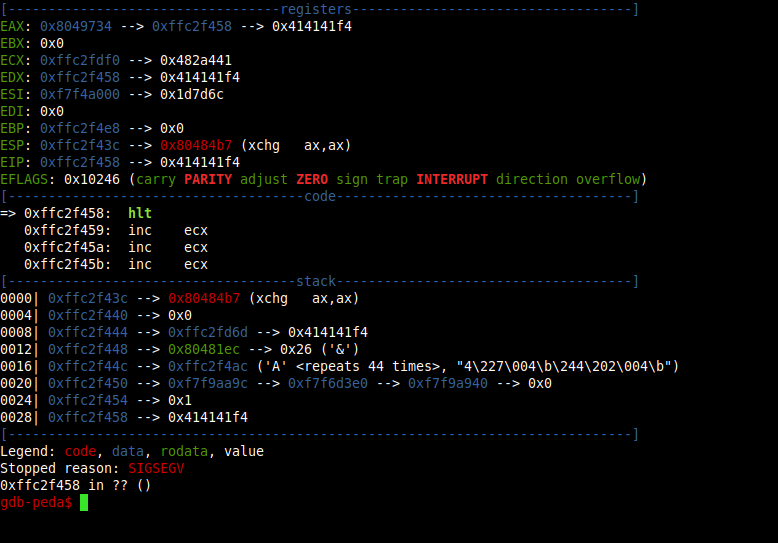 [----------------------------------registers-----------------------------------]
EAX: 0x8049734 --> 0xffc2f458 --> 0x414141f4
EBX: 0x0
ECX: 0xffc2fdf0 --> 0x482a441
EDX: 0xffc2f458 --> 0x414141f4
ESI: 0xf7f4a000 --> 0x1d7d6c
EDI: 0x0
EBP: 0xffc2f4e8 --> 0x0
ESP: 0xffc2f43c --> 0x80484b7 (xchg   ax,ax)
EIP: 0xffc2f458 --> 0x414141f4
EFLAGS: 0x10246 (carry PARITY adjust ZERO sign trap INTERRUPT direction overflow)
[-------------------------------------code-------------------------------------]
=> 0xffc2f458:  hlt
   0xffc2f459:  inc    ecx
   0xffc2f45a:  inc    ecx
   0xffc2f45b:  inc    ecx
[------------------------------------stack-------------------------------------]
0000| 0xffc2f43c --> 0x80484b7 (xchg   ax,ax)
0004| 0xffc2f440 --> 0x0
0008| 0xffc2f444 --> 0xffc2fd6d --> 0x414141f4
0012| 0xffc2f448 --> 0x80481ec --> 0x26 ('&')
0016| 0xffc2f44c --> 0xffc2f4ac ('A' <repeats 44 times>, "4\227\004\b\244\202\004\b")
0020| 0xffc2f450 --> 0xf7f9aa9c --> 0xf7f6d3e0 --> 0xf7f9a940 --> 0x0
0024| 0xffc2f454 --> 0x1
0028| 0xffc2f458 --> 0x414141f4
[------------------------------------------------------------------------------]
Legend: code, data, rodata, value
Stopped reason: SIGSEGV
0xffc2f458 in ?? ()
gdb-peda$